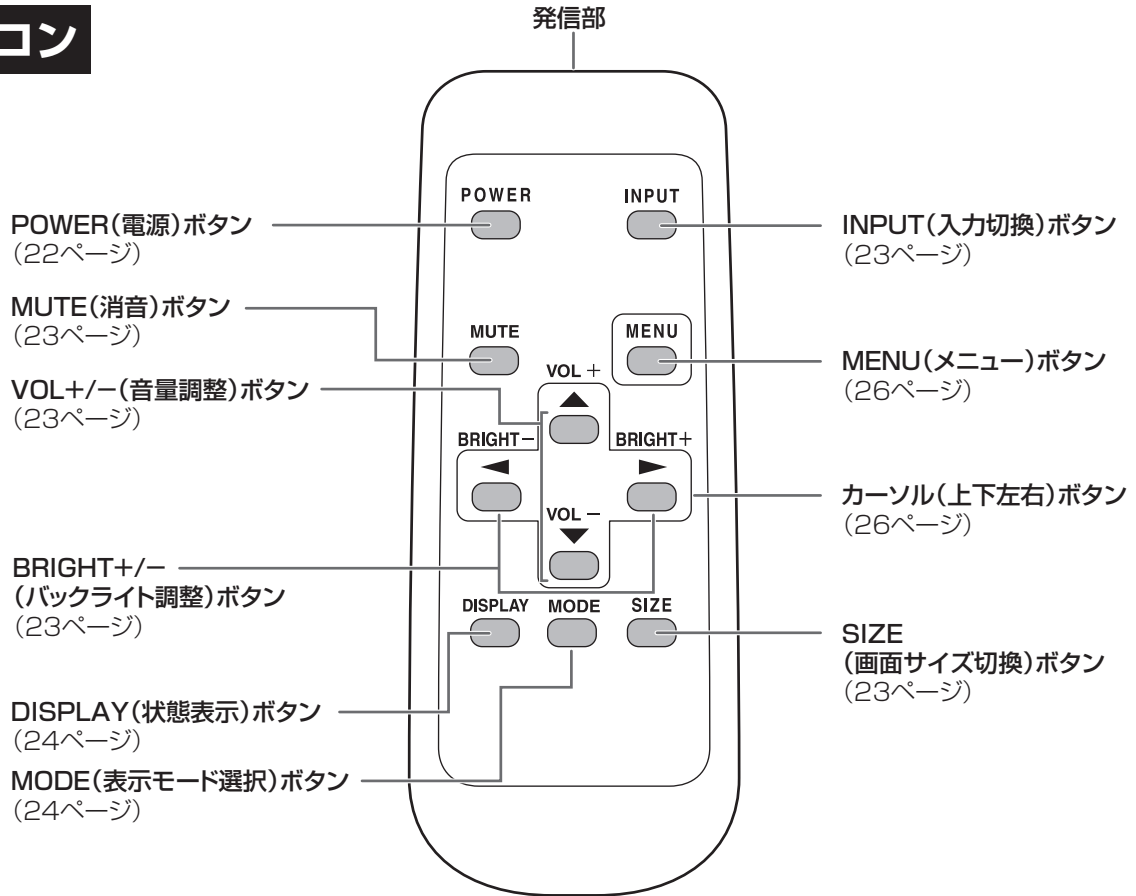 コン
発信部
POWER(電源)ボタン
(22ページ)
MUTE(消音)ボタン
(23ページ)
VOL+/−(音量調整)ボタン
(23ページ)
BRIGHT+/−
(バックライト調整)ボタン
(23ページ)
DISPLAY(状態表示)ボタン
(24ページ)
MODE(表示モード選択)ボタン
(24ページ)
POWER
INPUT
MUTE
MENU
VOL +
BRIGHT−
BRIGHT+
VOL −
DISPLAY
MODE
SIZE
INPUT(入力切換)ボタン
(23ページ)
MENU(メニュー)ボタン
(26ページ)
カーソル(上下左右)ボタン
(26ページ)
SIZE
(画面サイズ切換)ボタン
(23ページ)